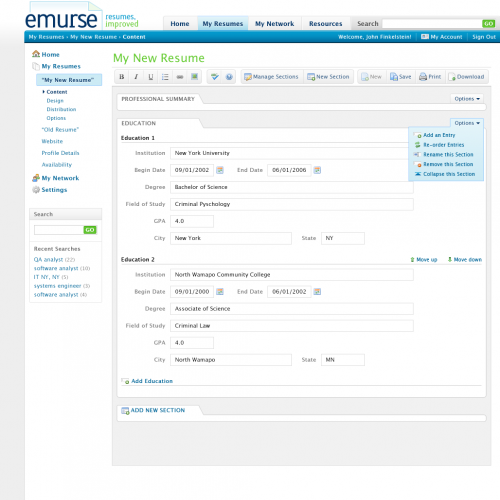 emurse resumes, improved
Home My Resumes My Network Resources Search GO
My Resumes › My New Resume › Content Welcome, John Finkelstein! My Account Sign Out
Home
My Resumes
"My New Resume"
Content
Design
Distribution
Options
"Old Resume"
Website
Profile Details
Availability
My Network
Settings
Search
GO
Recent Searches
QA analyst (22)
software analyst (10)
IT NY, NY (5)
systems engineer (3)
software analyst (4)
My New Resume
B I U Manage Sections New Section New Save Print Download
PROFESSIONAL SUMMARY Options
EDUCATION Options
Add an Entry
Re-order Entries
Rename this Section
Remove this Section
Collapse this Section
Education 1
Institution New York University
Begin Date 09/01/2002 End Date 06/01/2006
Degree Bachelor of Science
Field of Study Criminal Pyschology
GPA 4.0
City New York State NY
Education 2 Move up Move down
Institution North Wamapo Community College
Begin Date 09/01/2000 End Date 06/01/2002
Degree Associate of Science
Field of Study Criminal Law
GPA 4.0
City North Wamapo State MN
Add Education
ADD NEW SECTION